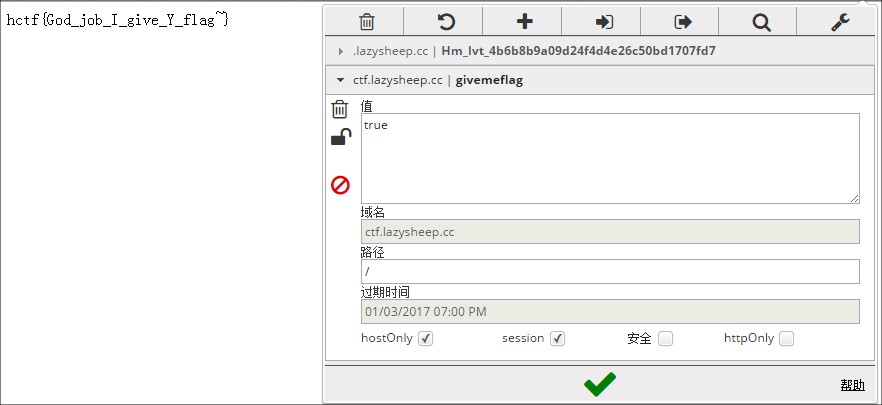 hctf{God_job_I_give_Y_flag~}
.lazysheep.cc | Hm_lvt_4b6b8b9a09d24f4d4e26c50bd1707fd7
ctf.lazysheep.cc | givemeflag
值
true
域名
ctf.lazysheep.cc
路径
/
过期时间
01/03/2017 07:00 PM
hostOnly session 安全 httpOnly
帮助